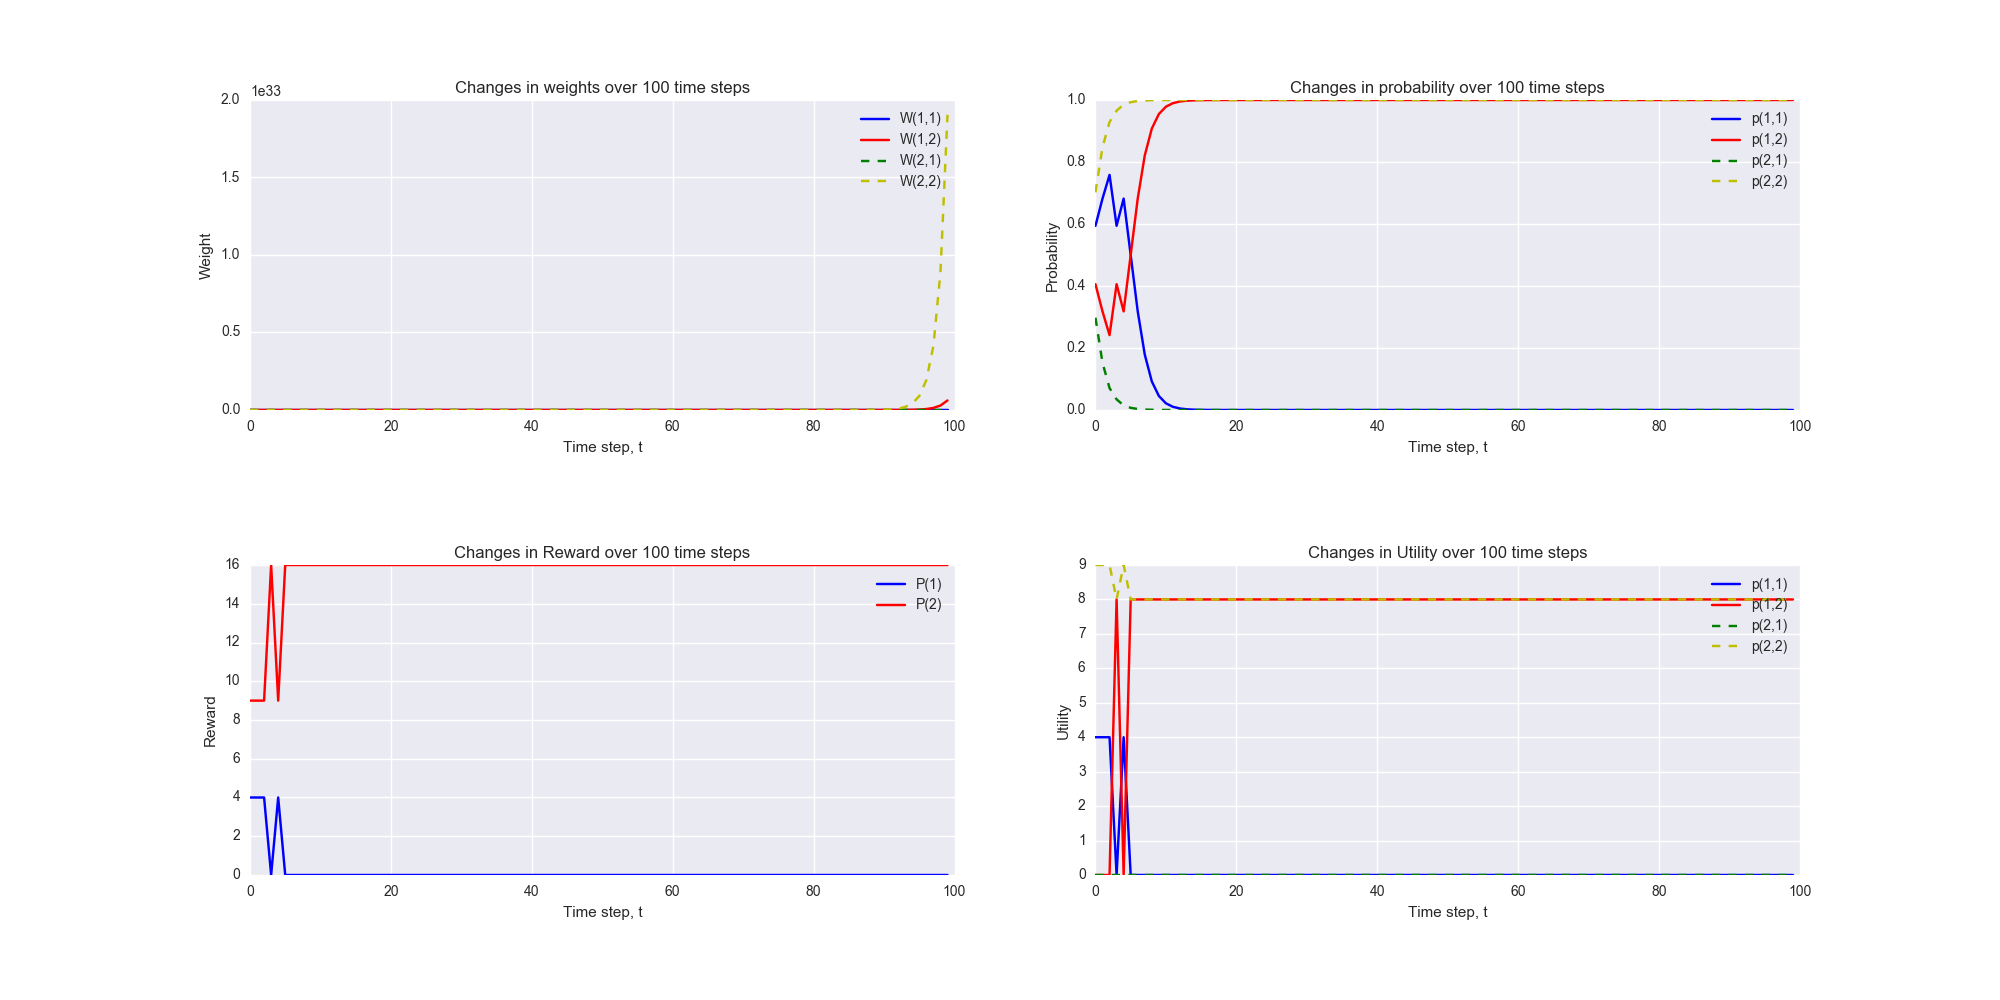 Changes in weights over 100 time steps
1e33
2.0
1.5
1.0
0.5
0.0
Weight
0 20 40 60 80 100
Time step, t
W(1,1)
W(1,2)
W(2,1)
W(2,2)
Changes in probability over 100 time steps
1.0
0.8
0.6
0.4
0.2
0.0
Probability
0 20 40 60 80 100
Time step, t
p(1,1)
p(1,2)
p(2,1)
p(2,2)
Changes in Reward over 100 time steps
16
14
12
10
8
6
4
2
0
Reward
0 20 40 60 80 100
Time step, t
P(1)
P(2)
Changes in Utility over 100 time steps
9
8
7
6
5
4
3
2
1
0
Utility
0 20 40 60 80 100
Time step, t
p(1,1)
p(1,2)
p(2,1)
p(2,2)